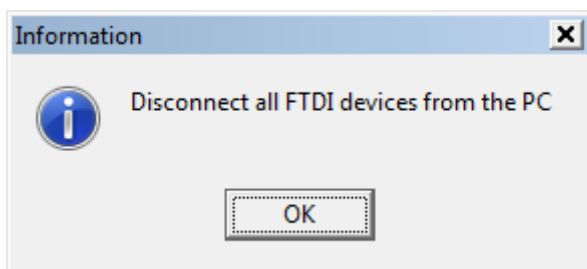 Information
Disconnect all FTDI devices from the PC
OK